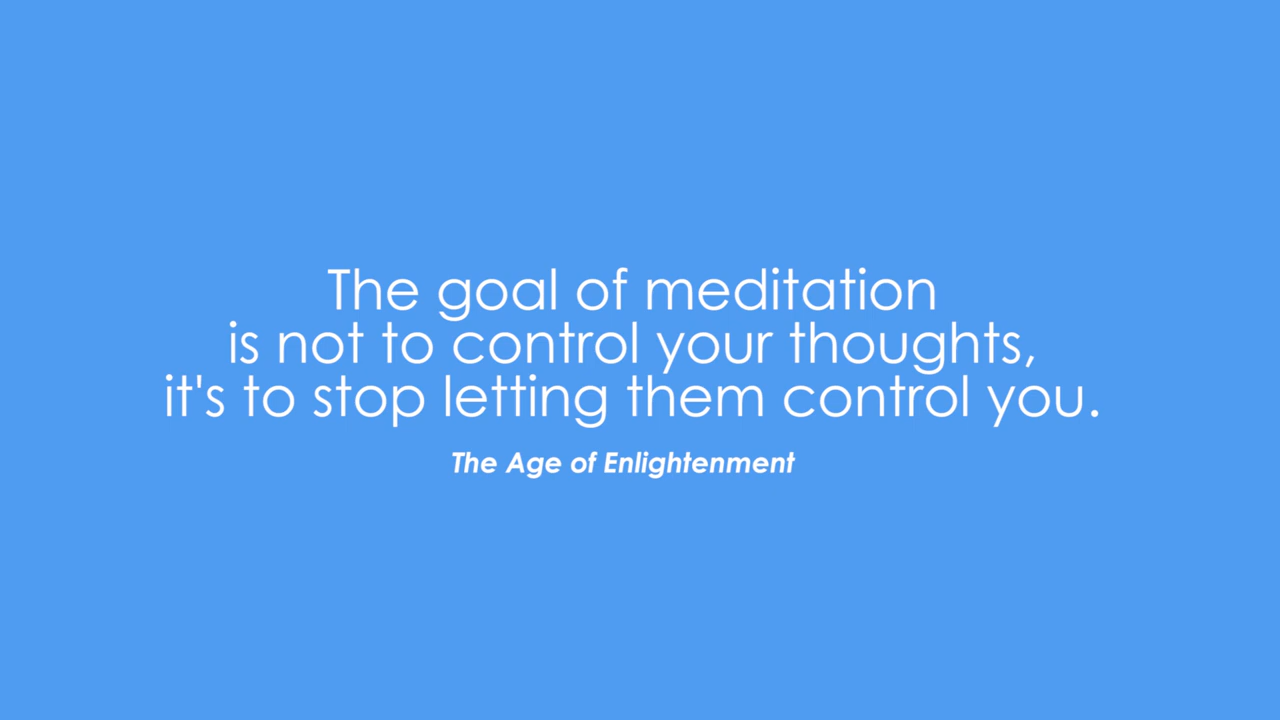 The goal of meditation
is not to control your thoughts,
it's to stop letting them control you.
The Age of Enlightenment